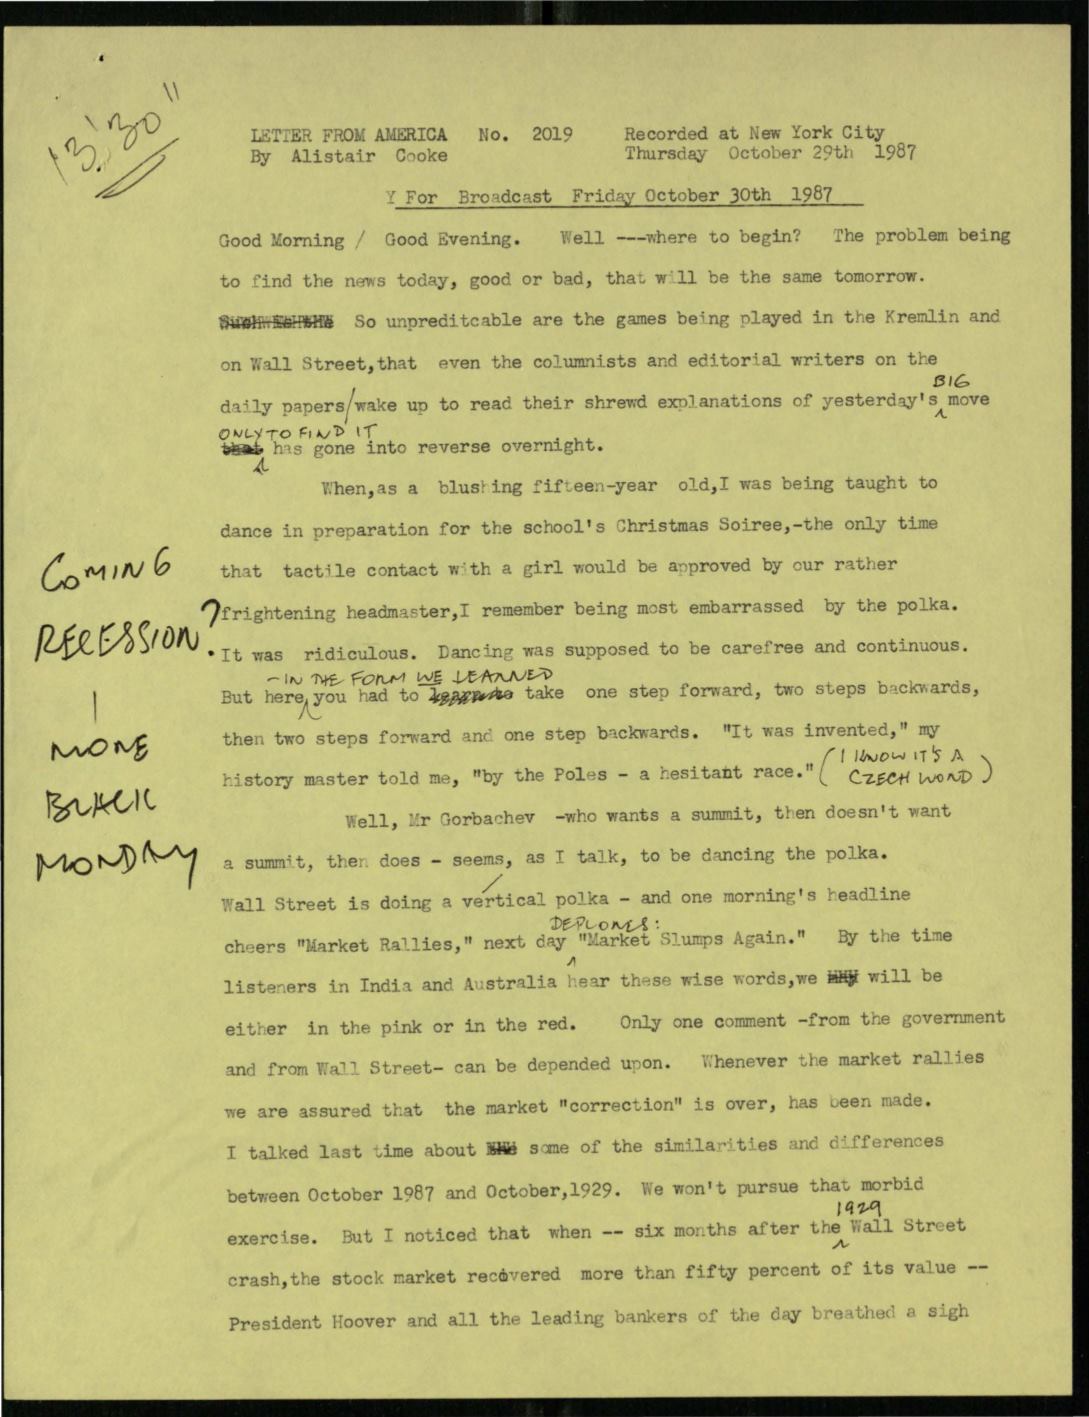 13'30"
LETTER FROM AMERICA No. 2019 Recorded at New York City
By Alistair Cooke Thursday October 29th 1987
Y For Broadcast Friday October 30th 1987
Good Morning / Good Evening. Well ---where to begin? The problem being
to find the news today, good or bad, that will be the same tomorrow.
So unpreditcable are the games being played in the Kremlin and
on Wall Street,that even the columnists and editorial writers on the
BIG
daily papers/wake up to read their shrewd explanations of yesterday's move
ONLY TO FIND IT
that has gone into reverse overnight.
When,as a blushing fifteen-year old,I was being taught to
dance in preparation for the school's Christmas Soiree,-the only time
that tactile contact with a girl would be approved by our rather
frightening headmaster,I remember being most embarrassed by the polka.
It was ridiculous. Dancing was supposed to be carefree and continuous.
- IN THE FORM WE LEARNED
But here,you had to take one step forward, two steps backwards,
then two steps forward and one step backwards. "It was invented," my
history master told me, "by the Poles - a hesitant race." (I KNOW IT'S A
CZECH WORD)
Well, Mr Gorbachev -who wants a summit, then doesn't want
a summit, then does - seems, as I talk, to be dancing the polka.
Wall Street is doing a vertical polka - and one morning's headline
DEPLORES:
cheers "Market Rallies," next day "Market Slumps Again." By the time
listeners in India and Australia hear these wise words,we will be
either in the pink or in the red. Only one comment -from the government
and from Wall Street- can be depended upon. Whenever the market rallies
we are assured that the market "correction" is over, has been made.
I talked last time about some of the similarities and differences
between October 1987 and October,1929. We won't pursue that morbid
1929
exercise. But I noticed that when -- six months after the Wall Street
crash,the stock market recovered more than fifty percent of its value --
President Hoover and all the leading bankers of the day breathed a sigh
COMING
RECESSION?
|
MORE
BLACK
MONDAY